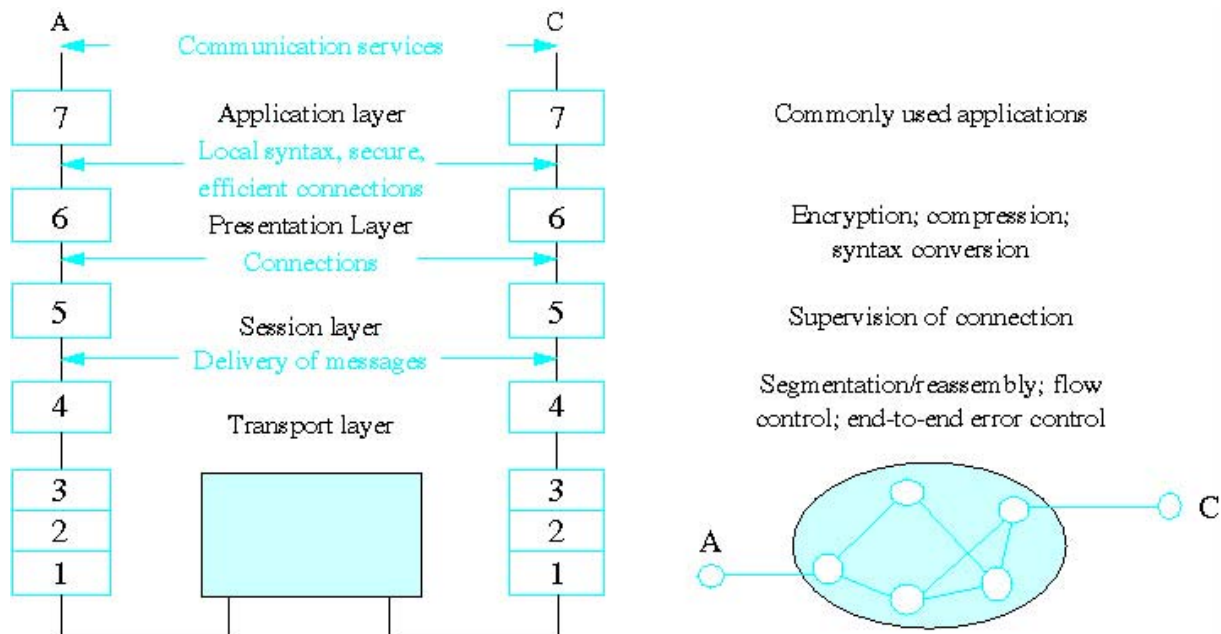 A
C
Communication services
7
Application layer
7
Commonly used applications
Local syntax, secure,
efficient connections
6
Presentation Layer
6
Encryption; compression;
syntax conversion
Connections
5
Session layer
5
Supervision of connection
Delivery of messages
4
Transport layer
4
Segmentation/reassembly; flow
control; end-to-end error control
3
3
2
2
1
1
A
C